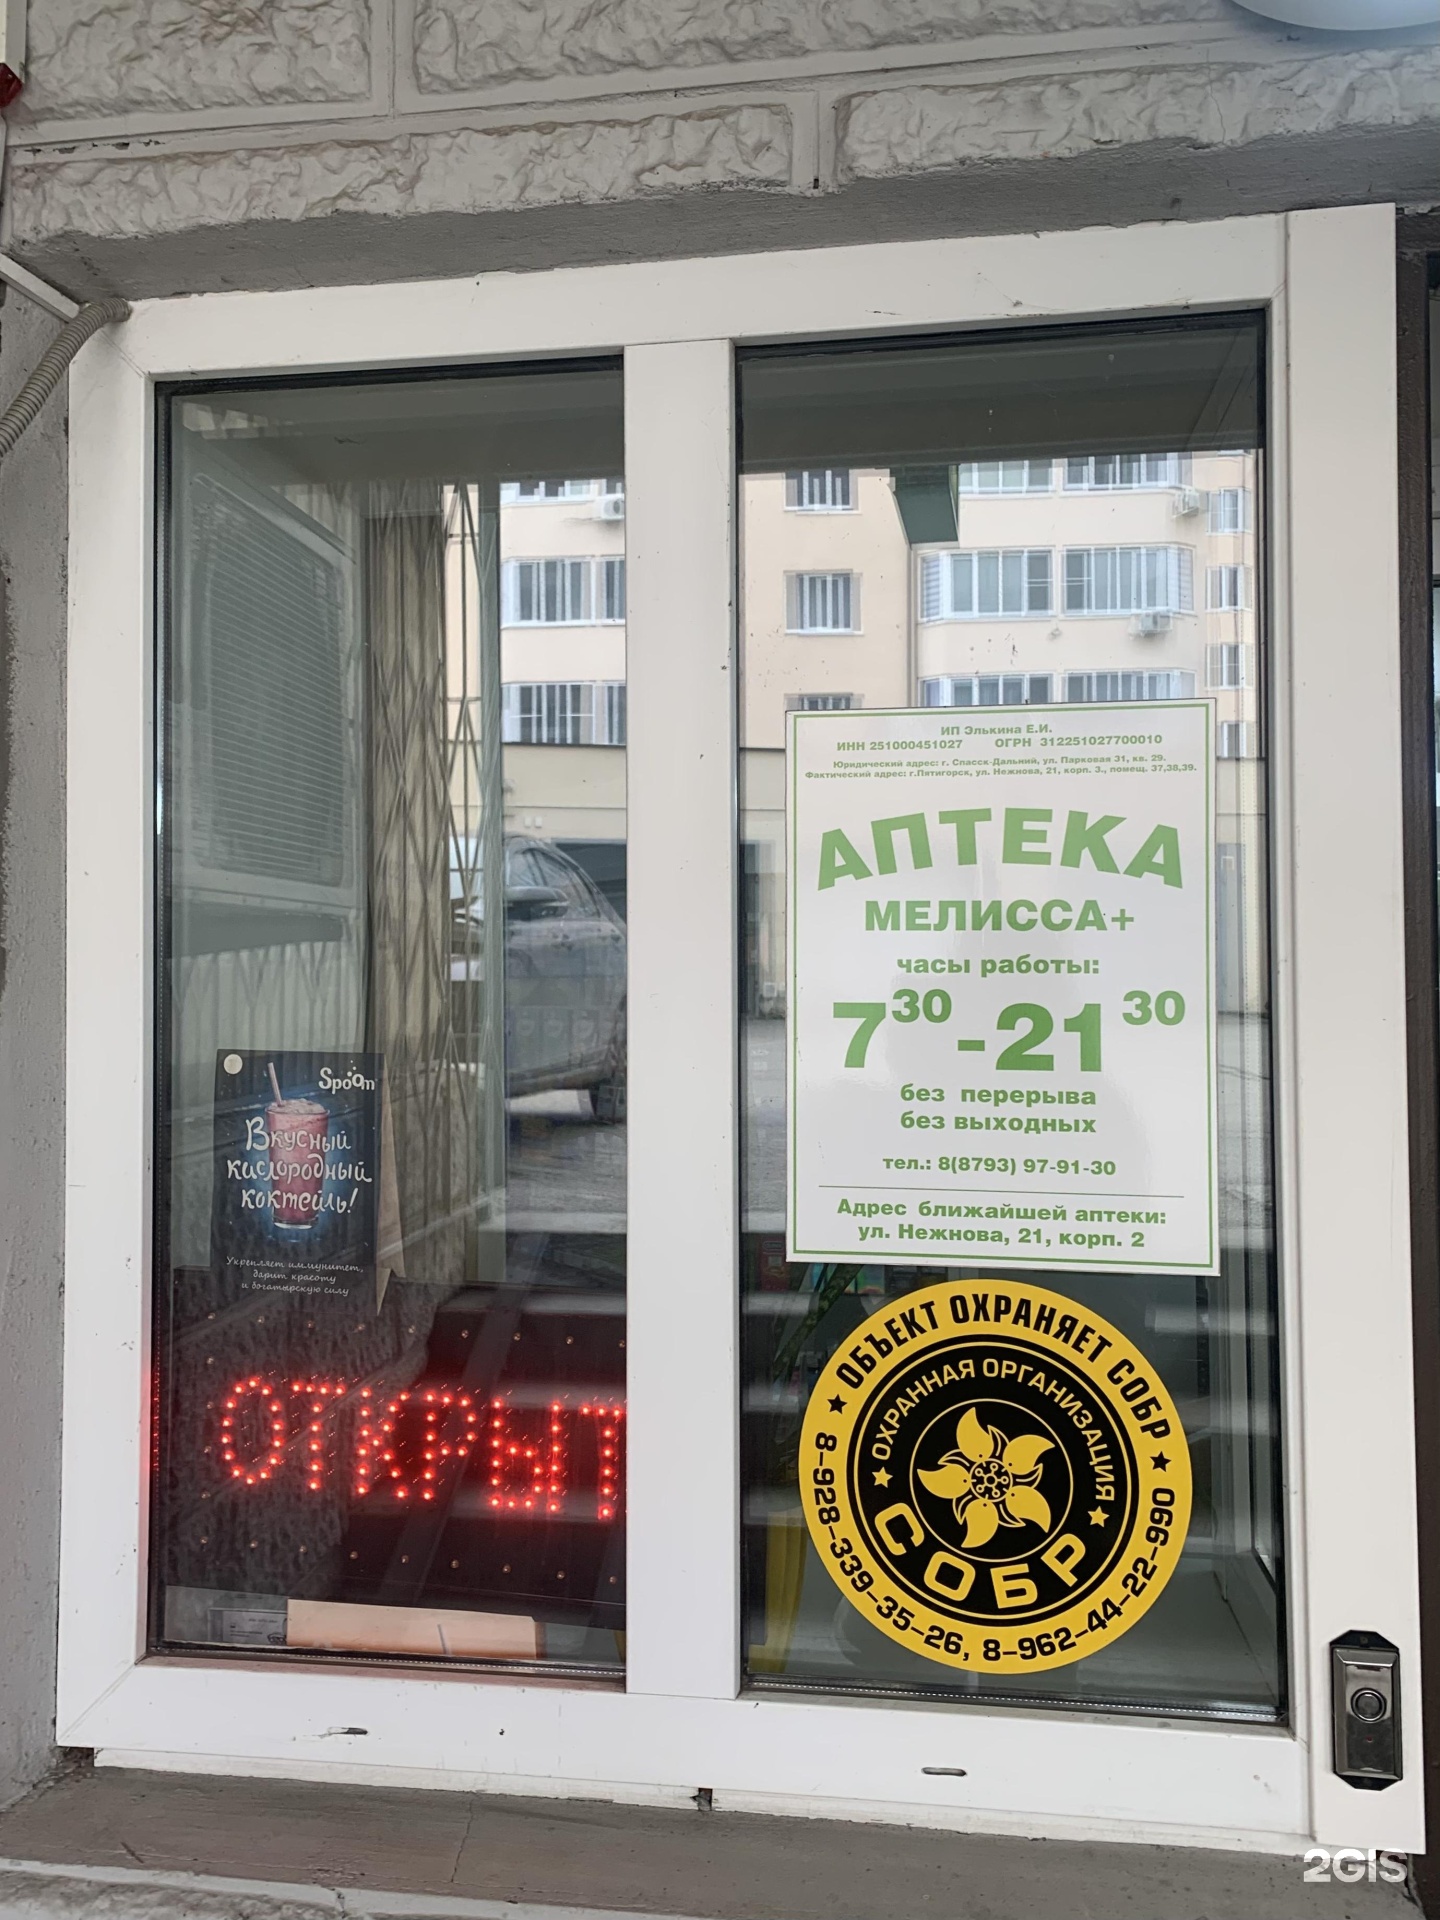 ИП Элькина Е.И.
ИНН 251000451027 ОГРН 312251027700010
Юридический адрес: г. Спасск-Дальний, ул. Парковая 31, кв. 29.
Фактический адрес: г.Пятигорск, ул. Нежнова, 21, корп. 3., помещ. 37,38,39.
АПТЕКА
МЕЛИССА+
часы работы:
7³⁰-21³⁰
без перерыва
без выходных
тел.: 8(8793) 97-91-30
Адрес ближайшей аптеки:
ул. Нежнова, 21, корп. 2
Spoom
Вкусный
кислородный
коктейль!
Укрепляет иммунитет,
дарит красоту
и богатырскую силу
ОТКРЫТ
★ ОБЪЕКТ ОХРАНЯЕТ СОБР ★
★ ОХРАННАЯ ОРГАНИЗАЦИЯ ★
СОБР
8-928-339-35-26, 8-962-44-22-990
2GIS